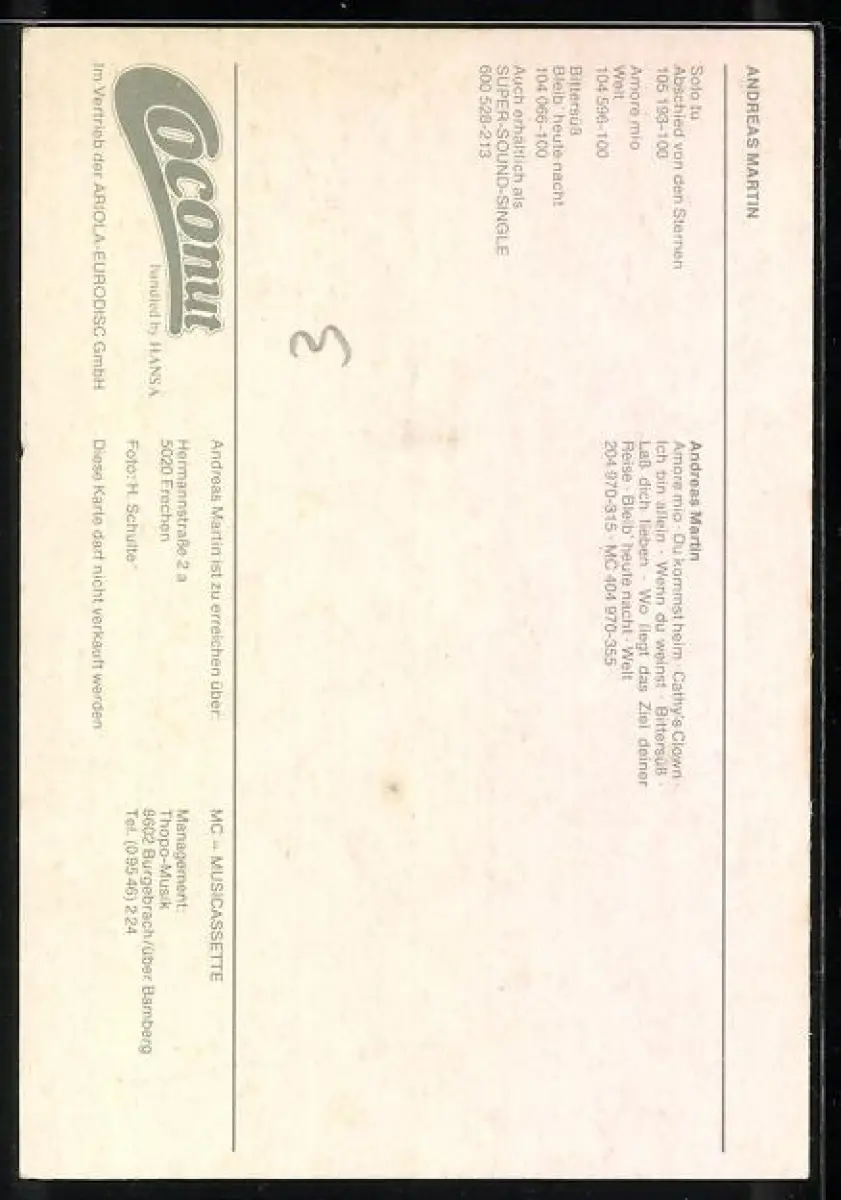 ANDREAS MARTIN
Solo tu
Abschied von den Sternen
105 193-100
Amore mio
Welt
104 596-100
Bittersüß
Bleib' heute nacht
104 066-100
Auch erhältlich als
SUPER-SOUND-SINGLE
600 528-213
Andreas Martin
Amore mio · Du kommst heim · Cathy's Clown ·
Ich bin allein · Wenn du weinst · Bittersüß ·
Laß dich lieben · Wo liegt das Ziel deiner
Reise · Bleib' heute nacht · Welt
204 970-315 · MC 404 970-355
3
Coconut
handled by HANSA
Im Vertrieb der ARIOLA-EURODISC GmbH
Andreas Martin ist zu erreichen über:
Hermannstraße 2 a
5020 Frechen
Foto: H. Schulte
Diese Karte darf nicht verkauft werden
MC = MUSICASSETTE
Management:
Thopo-Musik
8602 Burgebrach/über Bamberg
Tel. (0 95 46) 2 24